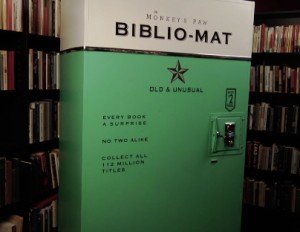 The MONKEY'S PAW
BIBLIO-MAT
OLD & UNUSUAL
EVERY BOOK
A SURPRISE
NO TWO ALIKE
COLLECT ALL
112 MILLION
TITLES